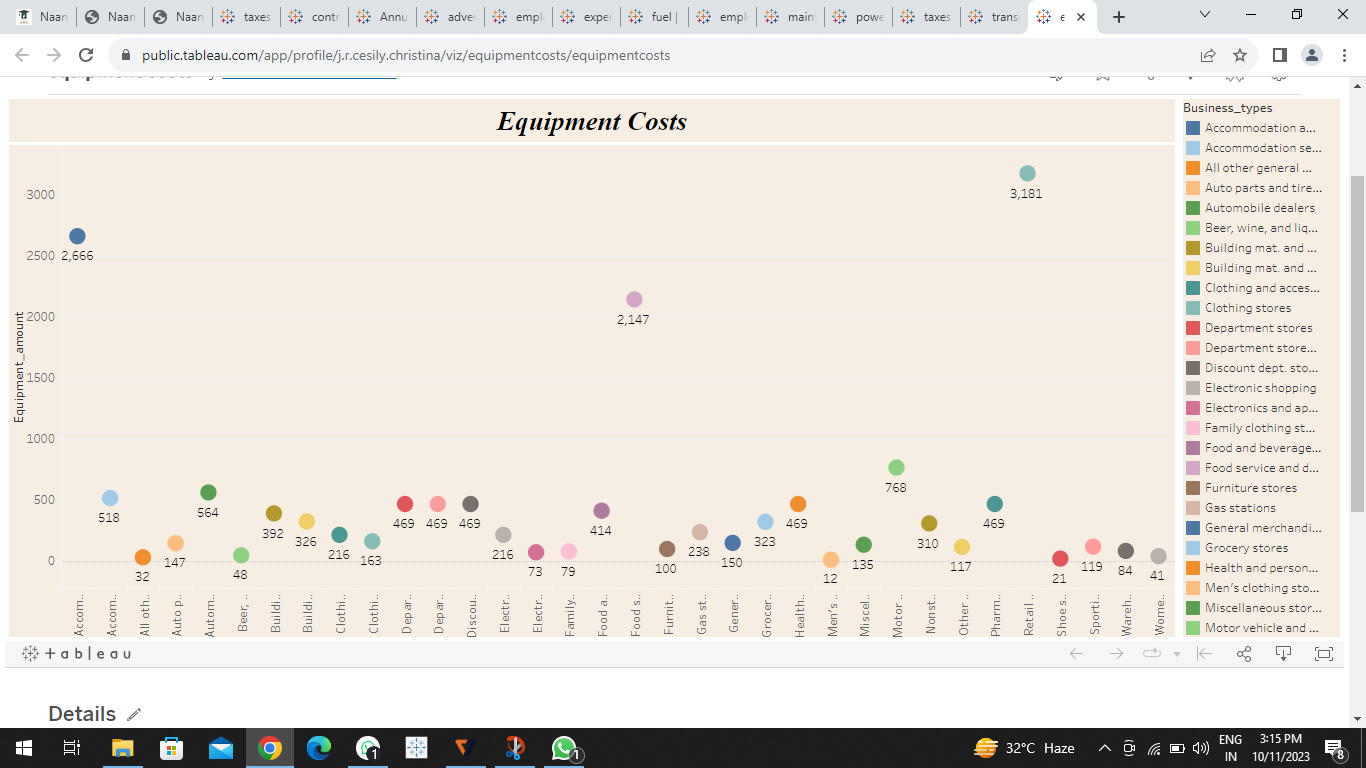 Naan
Naan
Naan
taxes
contr
Annu
adver
empl
exper
fuel |
empl
maint
powe
taxes
trans
e
public.tableau.com/app/profile/j.r.cesily.christina/viz/equipmentcosts/equipmentcosts
Equipment Costs
Equipment_amount
3000
2500
2000
1500
1000
500
0
2,666
518
32
147
564
48
392
326
216
163
469
469
469
216
73
79
414
2,147
100
238
150
323
469
12
135
768
310
117
469
3,181
21
119
84
41
Accom..
Accom..
All oth..
Auto p..
Autom..
Beer, ..
Buildi..
Buildi..
Clothi..
Clothi..
Depar..
Depar..
Discou..
Electr..
Electr..
Family..
Food a..
Food s..
Furnit..
Gas st..
Gener..
Grocer..
Health..
Men's ..
Miscel..
Motor ..
Nonst..
Other ..
Pharm..
Retail ..
Shoe s..
Sporti..
Wareh..
Wome..
Business_types
Accommodation a...
Accommodation se...
All other general ...
Auto parts and tire...
Automobile dealers
Beer, wine, and liq...
Building mat. and ...
Building mat. and ...
Clothing and acces...
Clothing stores
Department stores
Department store...
Discount dept. sto...
Electronic shopping
Electronics and ap...
Family clothing st...
Food and beverage...
Food service and d...
Furniture stores
Gas stations
General merchandi...
Grocery stores
Health and person...
Men's clothing sto...
Miscellaneous stor...
Motor vehicle and ...
+ a b | e a u
Details
1
1
32°C Haze
ENG
IN
3:15 PM
10/11/2023
8